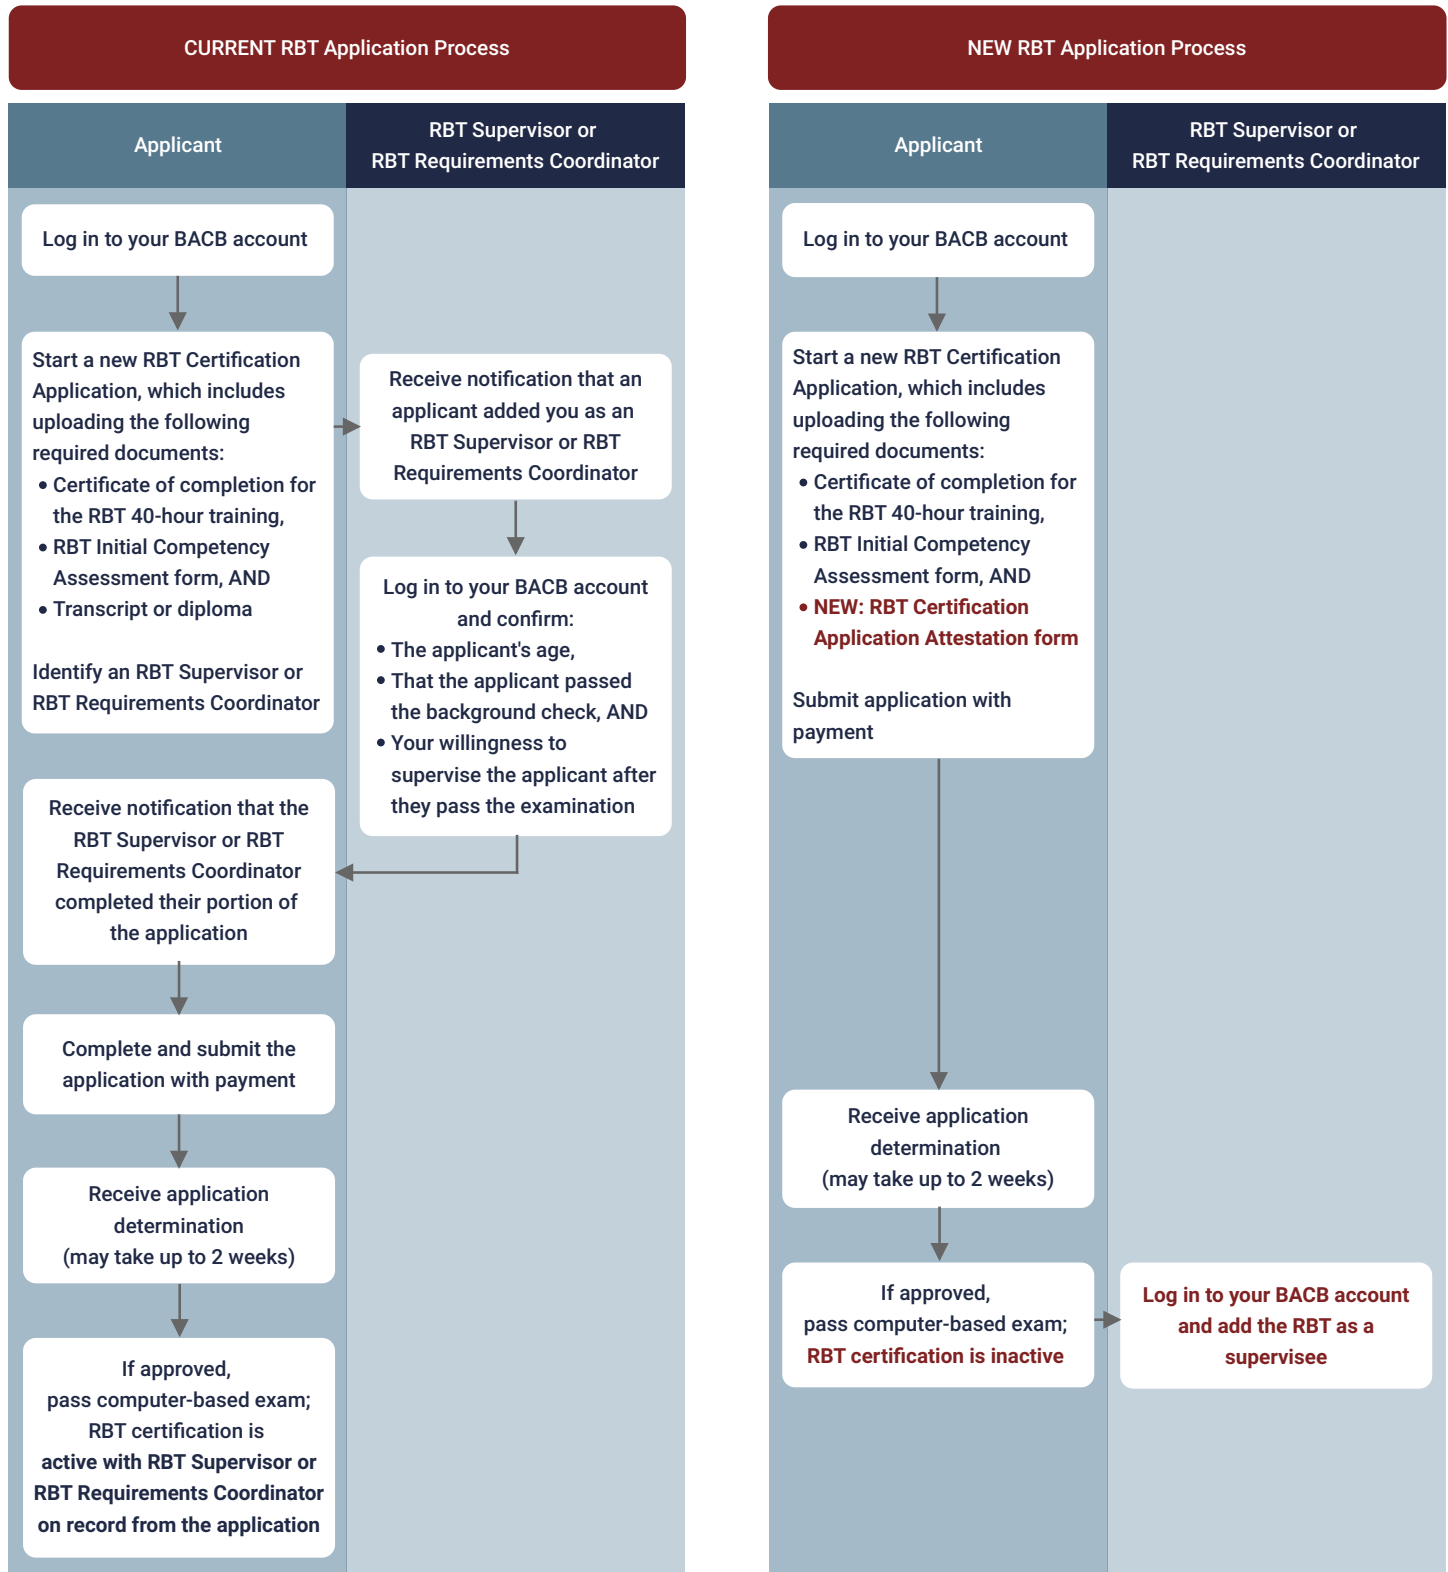 CURRENT RBT Application Process
Applicant
RBT Supervisor or
RBT Requirements Coordinator
Log in to your BACB account
Start a new RBT Certification
Application, which includes
uploading the following
required documents:
• Certificate of completion for
the RBT 40-hour training,
• RBT Initial Competency
Assessment form, AND
• Transcript or diploma
Identify an RBT Supervisor or
RBT Requirements Coordinator
Receive notification that an
applicant added you as an
RBT Supervisor or RBT
Requirements Coordinator
Log in to your BACB account
and confirm:
• The applicant's age,
• That the applicant passed
the background check, AND
• Your willingness to
supervise the applicant after
they pass the examination
Receive notification that the
RBT Supervisor or RBT
Requirements Coordinator
completed their portion of
the application
Complete and submit the
application with payment
Receive application
determination
(may take up to 2 weeks)
If approved,
pass computer-based exam;
RBT certification is
active with RBT Supervisor or
RBT Requirements Coordinator
on record from the application
NEW RBT Application Process
Applicant
RBT Supervisor or
RBT Requirements Coordinator
Log in to your BACB account
Start a new RBT Certification
Application, which includes
uploading the following
required documents:
• Certificate of completion for
the RBT 40-hour training,
• RBT Initial Competency
Assessment form, AND
• NEW: RBT Certification
Application Attestation form
Submit application with
payment
Receive application
determination
(may take up to 2 weeks)
If approved,
pass computer-based exam;
RBT certification is inactive
Log in to your BACB account
and add the RBT as a
supervisee